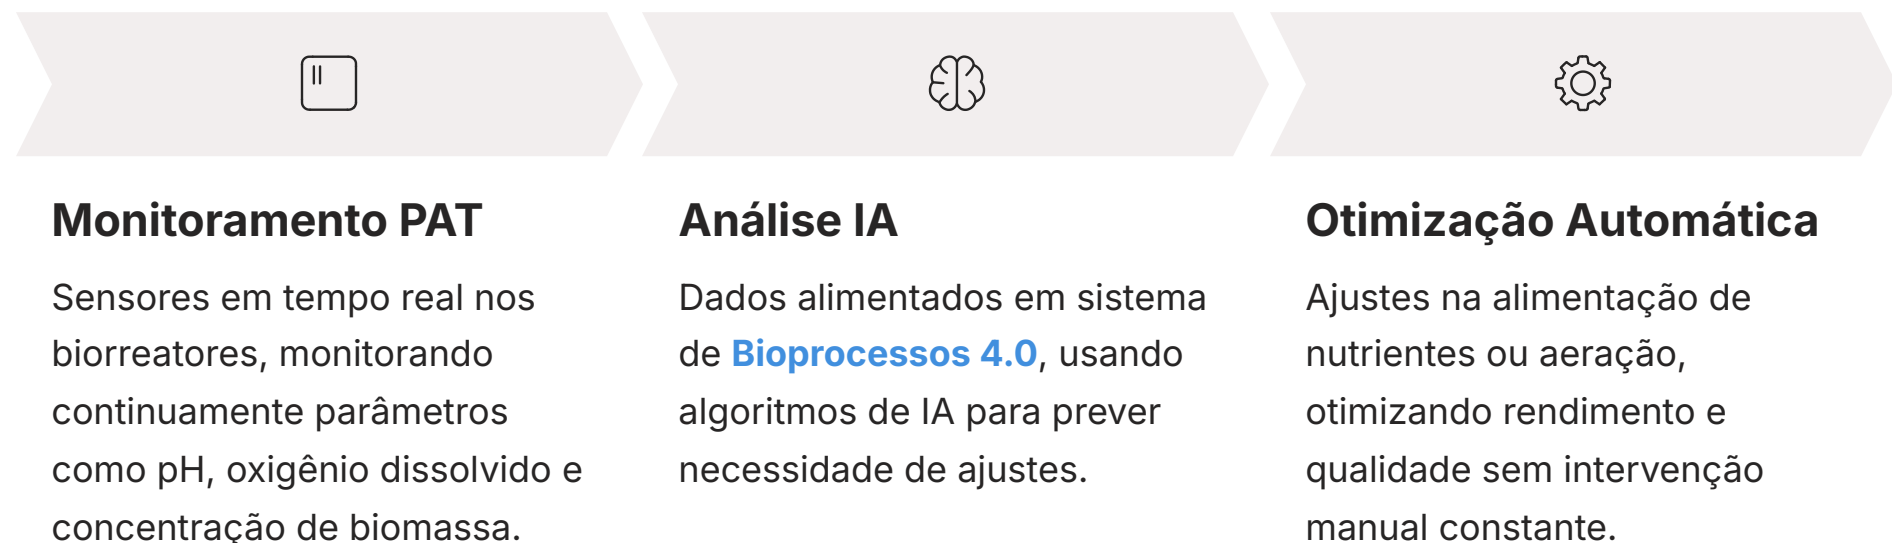 Monitoramento PAT
Sensores em tempo real nos
biorreatores, monitorando
continuamente parâmetros
como pH, oxigênio dissolvido e
concentração de biomassa.
Análise IA
Dados alimentados em sistema
de Bioprocessos 4.0, usando
algoritmos de IA para prever
necessidade de ajustes.
Otimização Automática
Ajustes na alimentação de
nutrientes ou aeração,
otimizando rendimento e
qualidade sem intervenção
manual constante.